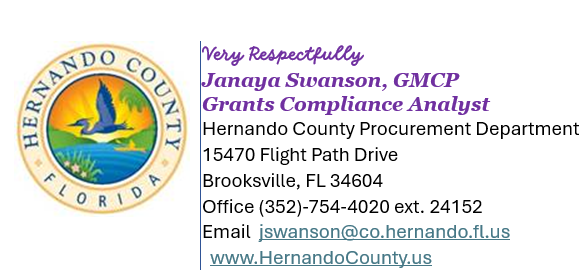 HERNANDO COUNTY
FLORIDA
Very Respectfully
Janaya Swanson, GMCP
Grants Compliance Analyst
Hernando County Procurement Department
15470 Flight Path Drive
Brooksville, FL 34604
Office (352)-754-4020 ext. 24152
Email jswanson@co.hernando.fl.us
www.HernandoCounty.us